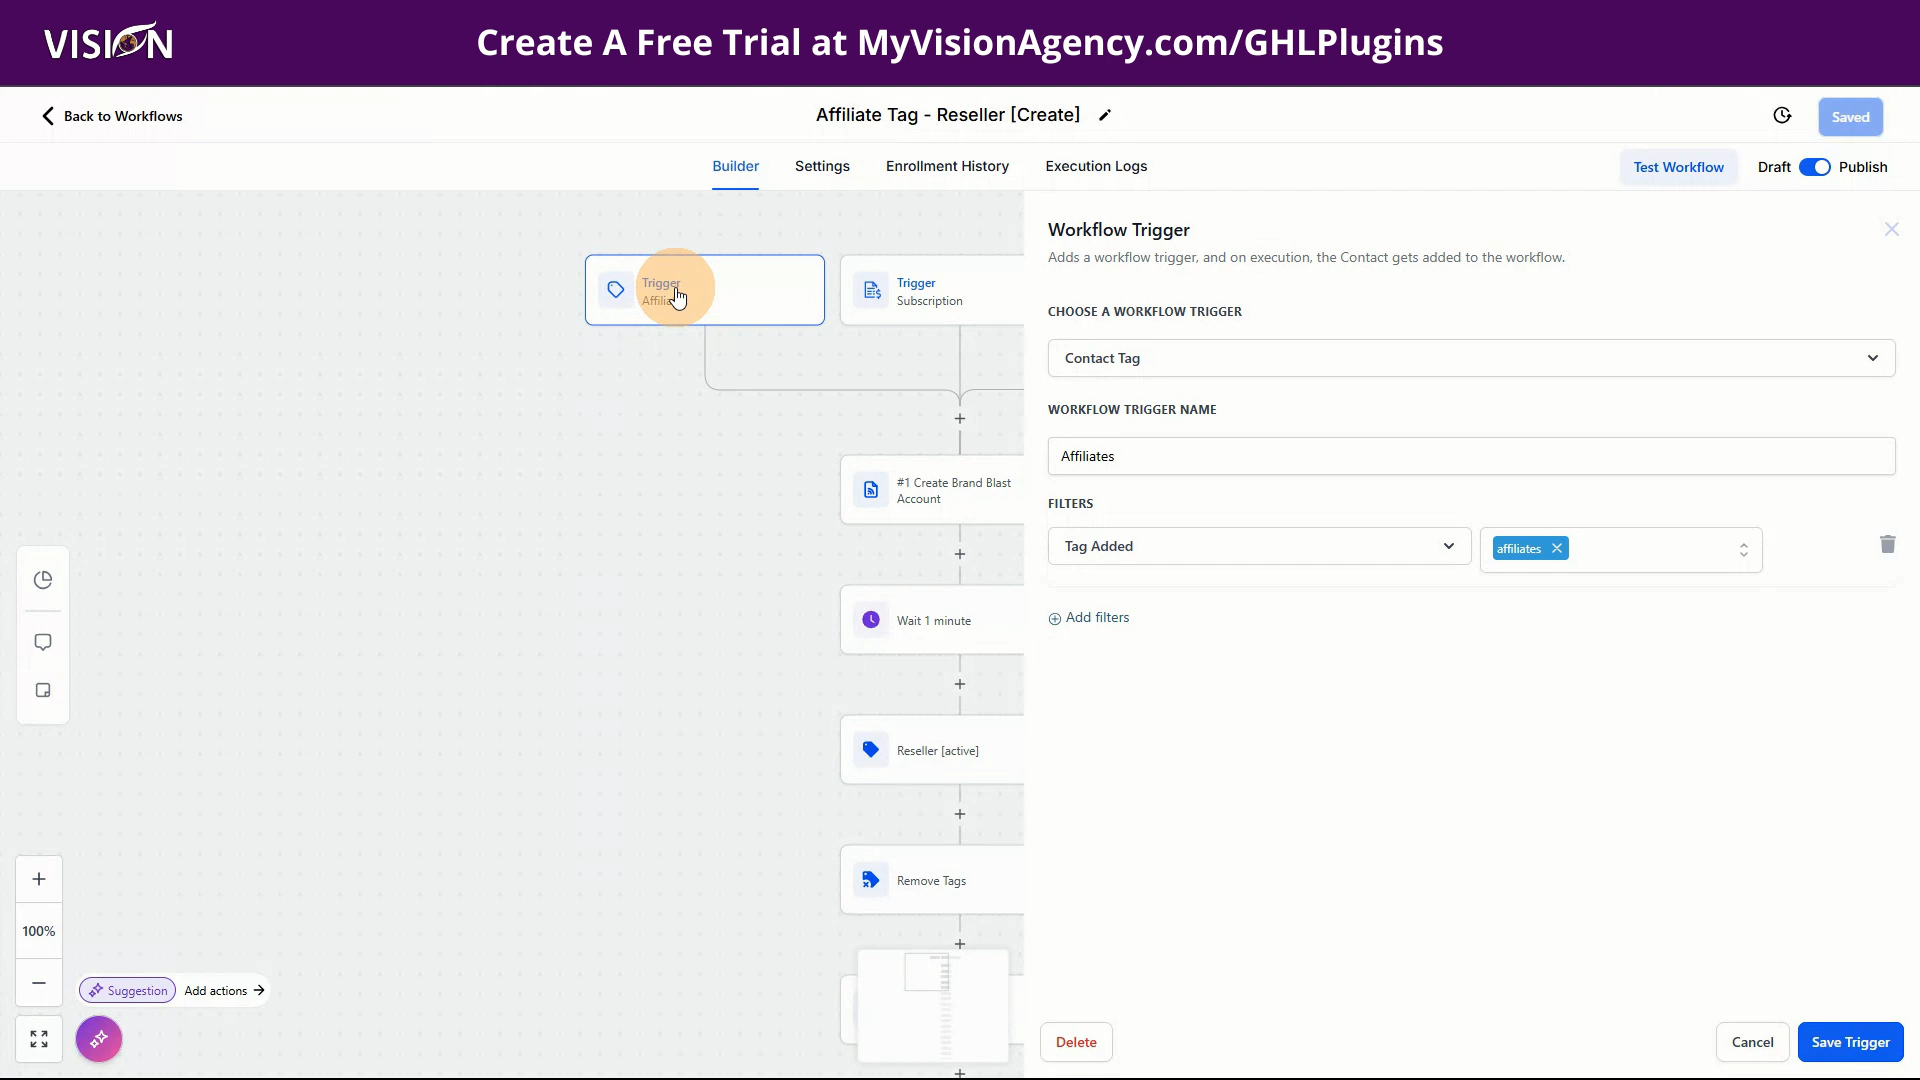 VISION
Create A Free Trial at MyVisionAgency.com/GHLPlugins
Back to Workflows
Affiliate Tag - Reseller [Create]
Saved
Builder
Settings
Enrollment History
Execution Logs
Test Workflow
Draft
Publish
Trigger
Trigger
Subscription
#1 Create Brand Blast
Account
Wait 1 minute
Reseller [active]
Remove Tags
100%
Suggestion
Add actions
Workflow Trigger
Adds a workflow trigger, and on execution, the Contact gets added to the workflow.
CHOOSE A WORKFLOW TRIGGER
Contact Tag
WORKFLOW TRIGGER NAME
Affiliates
FILTERS
Tag Added
affiliates
Add filters
Delete
Cancel
Save Trigger